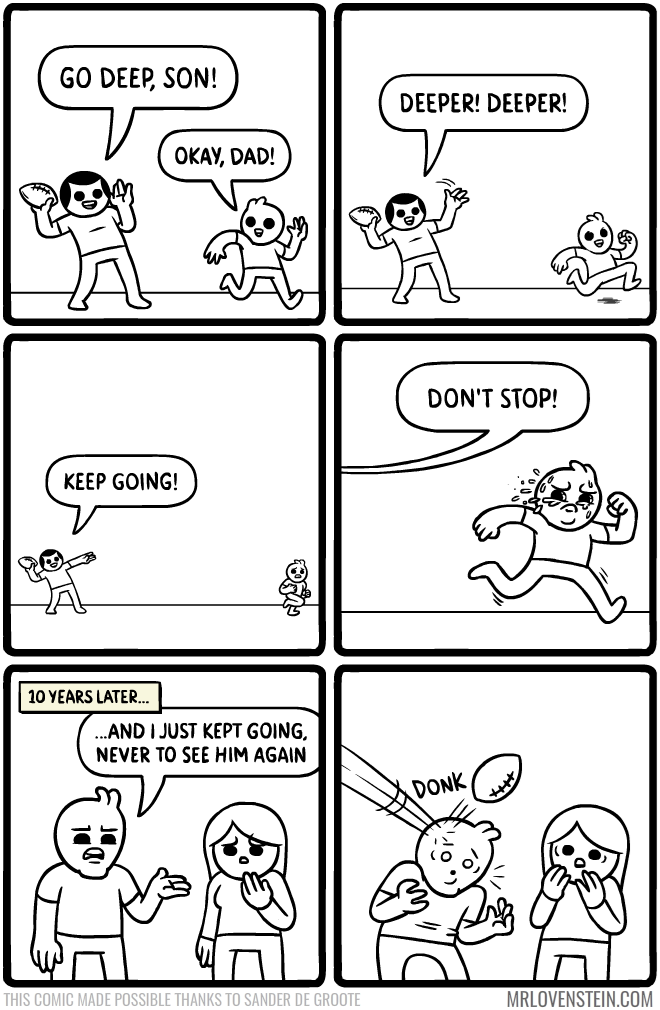 GO DEEP, SON!
OKAY, DAD!
DEEPER! DEEPER!
KEEP GOING!
DON'T STOP!
10 YEARS LATER...
...AND I JUST KEPT GOING,
NEVER TO SEE HIM AGAIN
DONK
THIS COMIC MADE POSSIBLE THANKS TO SANDER DE GROOTE
MRLOVENSTEIN.COM